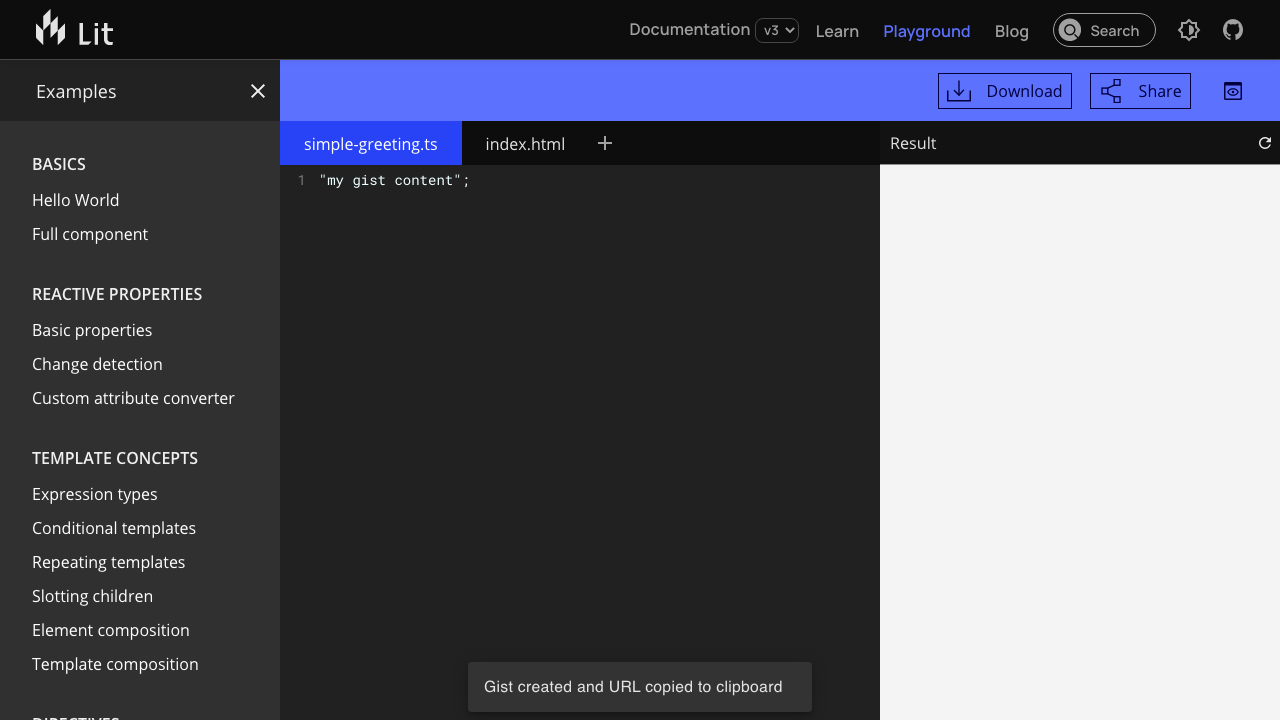 Lit
Documentation v3 Learn Playground Blog Search
Examples
Download Share
simple-greeting.ts index.html
Result
1 "my gist content";
BASICS
Hello World
Full component
REACTIVE PROPERTIES
Basic properties
Change detection
Custom attribute converter
TEMPLATE CONCEPTS
Expression types
Conditional templates
Repeating templates
Slotting children
Element composition
Template composition
DIRECTIVES
Gist created and URL copied to clipboard